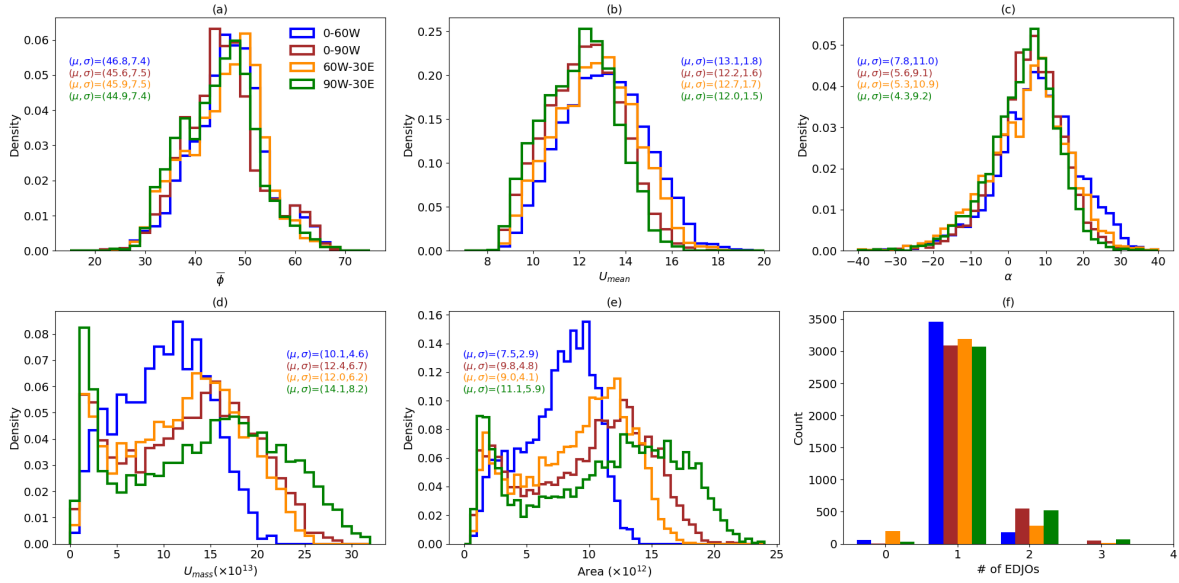 (a)
0.06
0.05
0.04
0.03
0.02
0.01
0.00
Density
(μ, σ)=(46.8,7.4)
(μ, σ)=(45.6,7.5)
(μ, σ)=(45.9,7.5)
(μ, σ)=(44.9,7.4)
0-60W
0-90W
60W-30E
90W-30E
20 30 40 50 60 70
ϕ̅
(b)
0.25
0.20
0.15
0.10
0.05
0.00
Density
(μ, σ)=(13.1,1.8)
(μ, σ)=(12.2,1.6)
(μ, σ)=(12.7,1.7)
(μ, σ)=(12.0,1.5)
8 10 12 14 16 18 20
U_mean
(c)
0.05
0.04
0.03
0.02
0.01
0.00
Density
(μ, σ)=(7.8,11.0)
(μ, σ)=(5.6,9.1)
(μ, σ)=(5.3,10.9)
(μ, σ)=(4.3,9.2)
−40 −30 −20 −10 0 10 20 30 40
α
(d)
0.08
0.07
0.06
0.05
0.04
0.03
0.02
0.01
0.00
Density
(μ, σ)=(10.1,4.6)
(μ, σ)=(12.4,6.7)
(μ, σ)=(12.0,6.2)
(μ, σ)=(14.1,8.2)
0 5 10 15 20 25 30
U_mass(×10¹³)
(e)
0.16
0.14
0.12
0.10
0.08
0.06
0.04
0.02
0.00
Density
(μ, σ)=(7.5,2.9)
(μ, σ)=(9.8,4.8)
(μ, σ)=(9.0,4.1)
(μ, σ)=(11.1,5.9)
0 5 10 15 20 25
Area (×10¹²)
(f)
3500
3000
2500
2000
1500
1000
500
0
Count
0 1 2 3 4
# of EDJOs